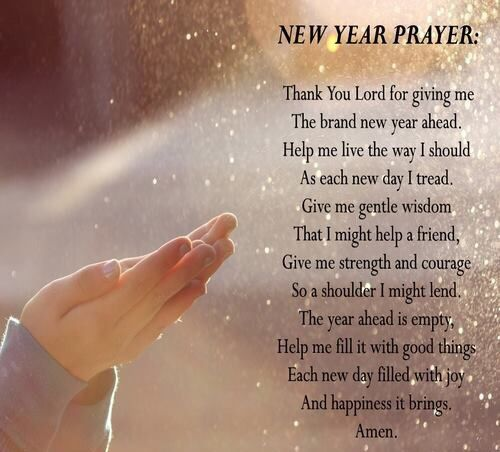 NEW YEAR PRAYER:
Thank You Lord for giving me
The brand new year ahead.
Help me live the way I should
As each new day I tread.
Give me gentle wisdom
That I might help a friend,
Give me strength and courage
So a shoulder I might lend.
The year ahead is empty,
Help me fill it with good things
Each new day filled with joy
And happiness it brings.
Amen.